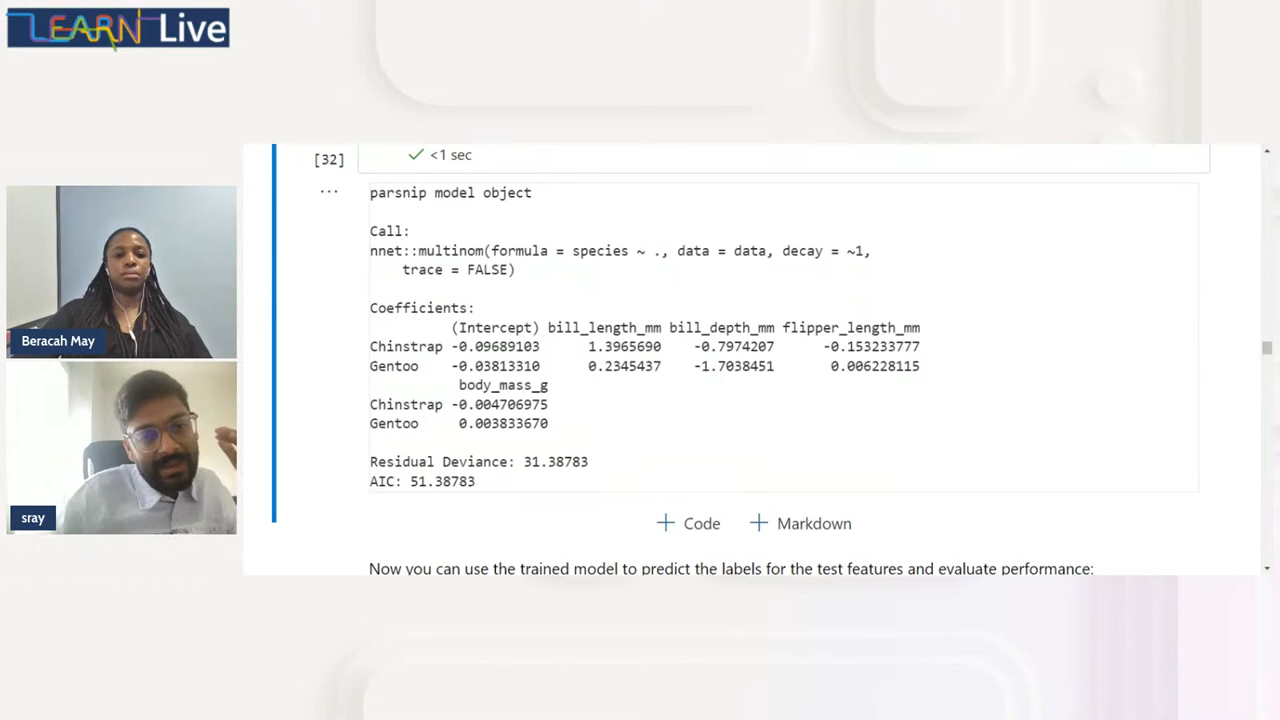 LEARN Live
[32]
<1 sec
...
parsnip model object
Call:
nnet::multinom(formula = species ~ ., data = data, decay = ~1,
trace = FALSE)
Coefficients:
(Intercept) bill_length_mm bill_depth_mm flipper_length_mm
Chinstrap -0.09689103 1.3965690 -0.7974207 -0.153233777
Gentoo -0.03813310 0.2345437 -1.7038451 0.006228115
body_mass_g
Chinstrap -0.004706975
Gentoo 0.003833670
Residual Deviance: 31.38783
AIC: 51.38783
+ Code + Markdown
Now you can use the trained model to predict the labels for the test features and evaluate performance:
Beracah May
sray